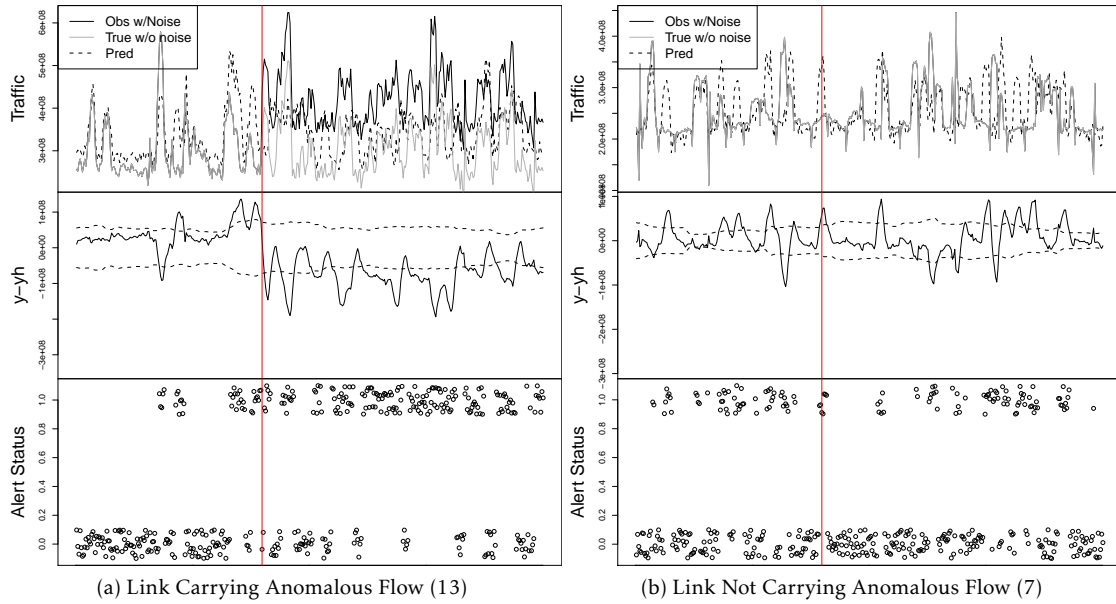 Obs w/Noise
True w/o noise
Pred
Traffic
6e+08
5e+08
4e+08
3e+08
y−yh
1e+08
0e+00
−1e+08
−3e+08
Alert Status
1.0
0.8
0.6
0.4
0.2
0.0
(a) Link Carrying Anomalous Flow (13)
Obs w/Noise
True w/o noise
Pred
Traffic
4.0e+08
3.0e+08
2.0e+08
y−yh
0e+00
−1e+08
−3e+08
Alert Status
1.0
0.8
0.6
0.4
0.2
0.0
(b) Link Not Carrying Anomalous Flow (7)